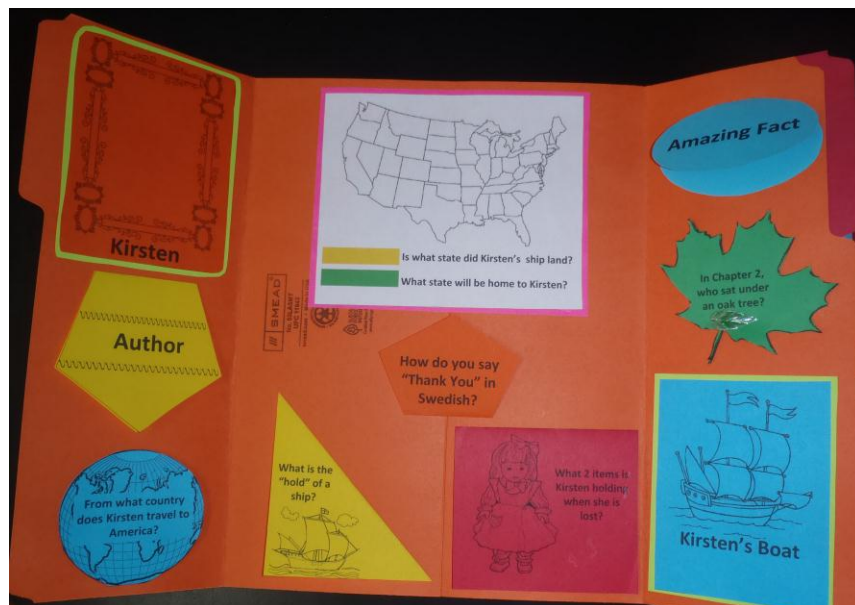 Kirsten
Author
From what country
does Kirsten travel to
America?
Is what state did Kirsten's ship land?
What state will be home to Kirsten?
SMEAD
How do you say
"Thank You" in
Swedish?
What is the
"hold" of a
ship?
What 2 items is
Kirsten holding
when she is
lost?
Amazing Fact
In Chapter 2,
who sat under
an oak tree?
Kirsten's Boat